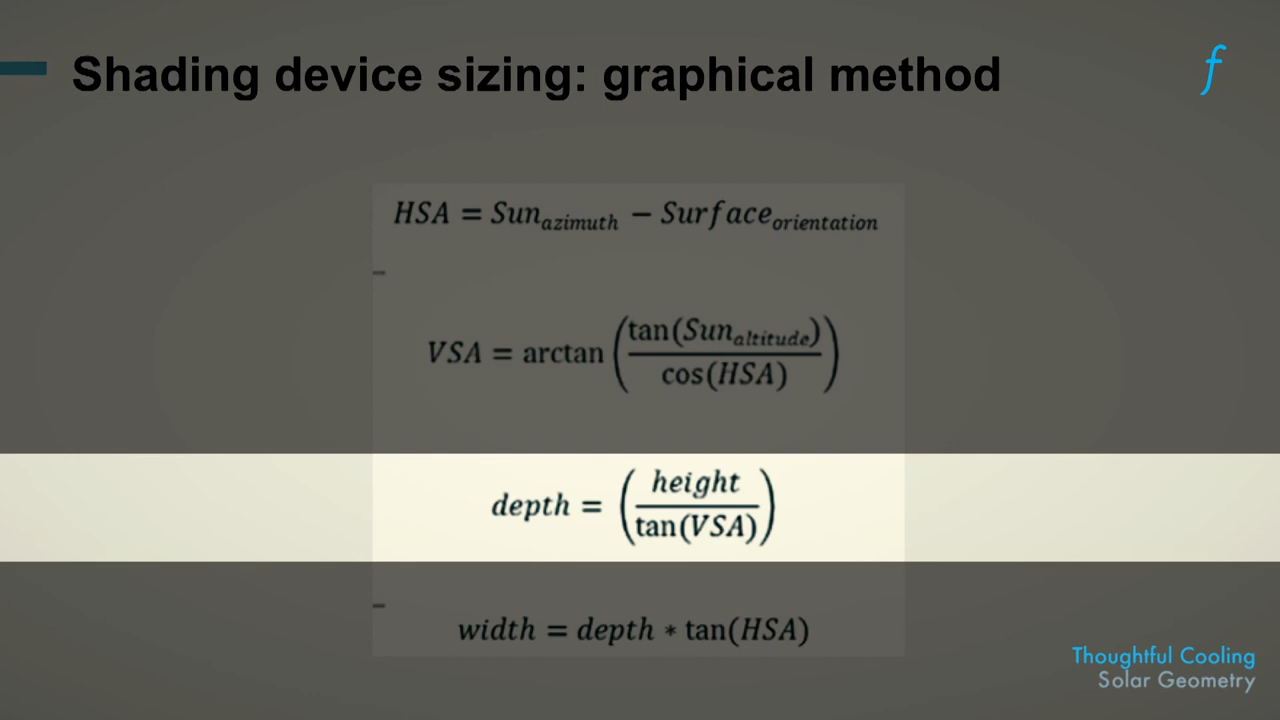 Shading device sizing: graphical method
f
HSA = Sun_azimuth − Surface_orientation
VSA = arctan (tan(Sun_altitude) / cos(HSA))
depth = (height / tan(VSA))
width = depth * tan(HSA)
Thoughtful Cooling
Solar Geometry